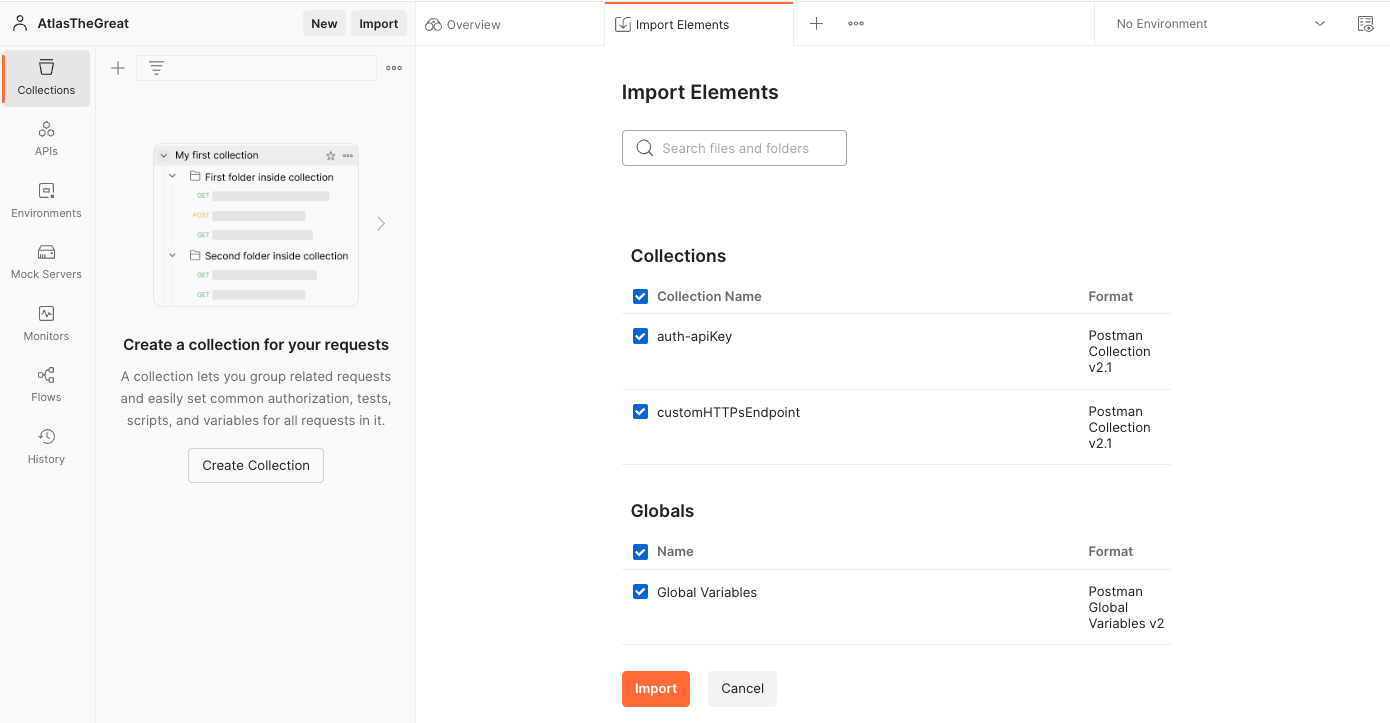 AtlasTheGreat
New
Import
Overview
Import Elements
No Environment
Collections
APIs
Environments
Mock Servers
Monitors
Flows
History
My first collection
First folder inside collection
GET
POST
GET
Second folder inside collection
GET
GET
Create a collection for your requests
A collection lets you group related requests
and easily set common authorization, tests,
scripts, and variables for all requests in it.
Create Collection
Import Elements
Search files and folders
Collections
Collection Name
Format
auth-apiKey
Postman
Collection
v2.1
customHTTPsEndpoint
Postman
Collection
v2.1
Globals
Name
Format
Global Variables
Postman
Global
Variables v2
Import
Cancel